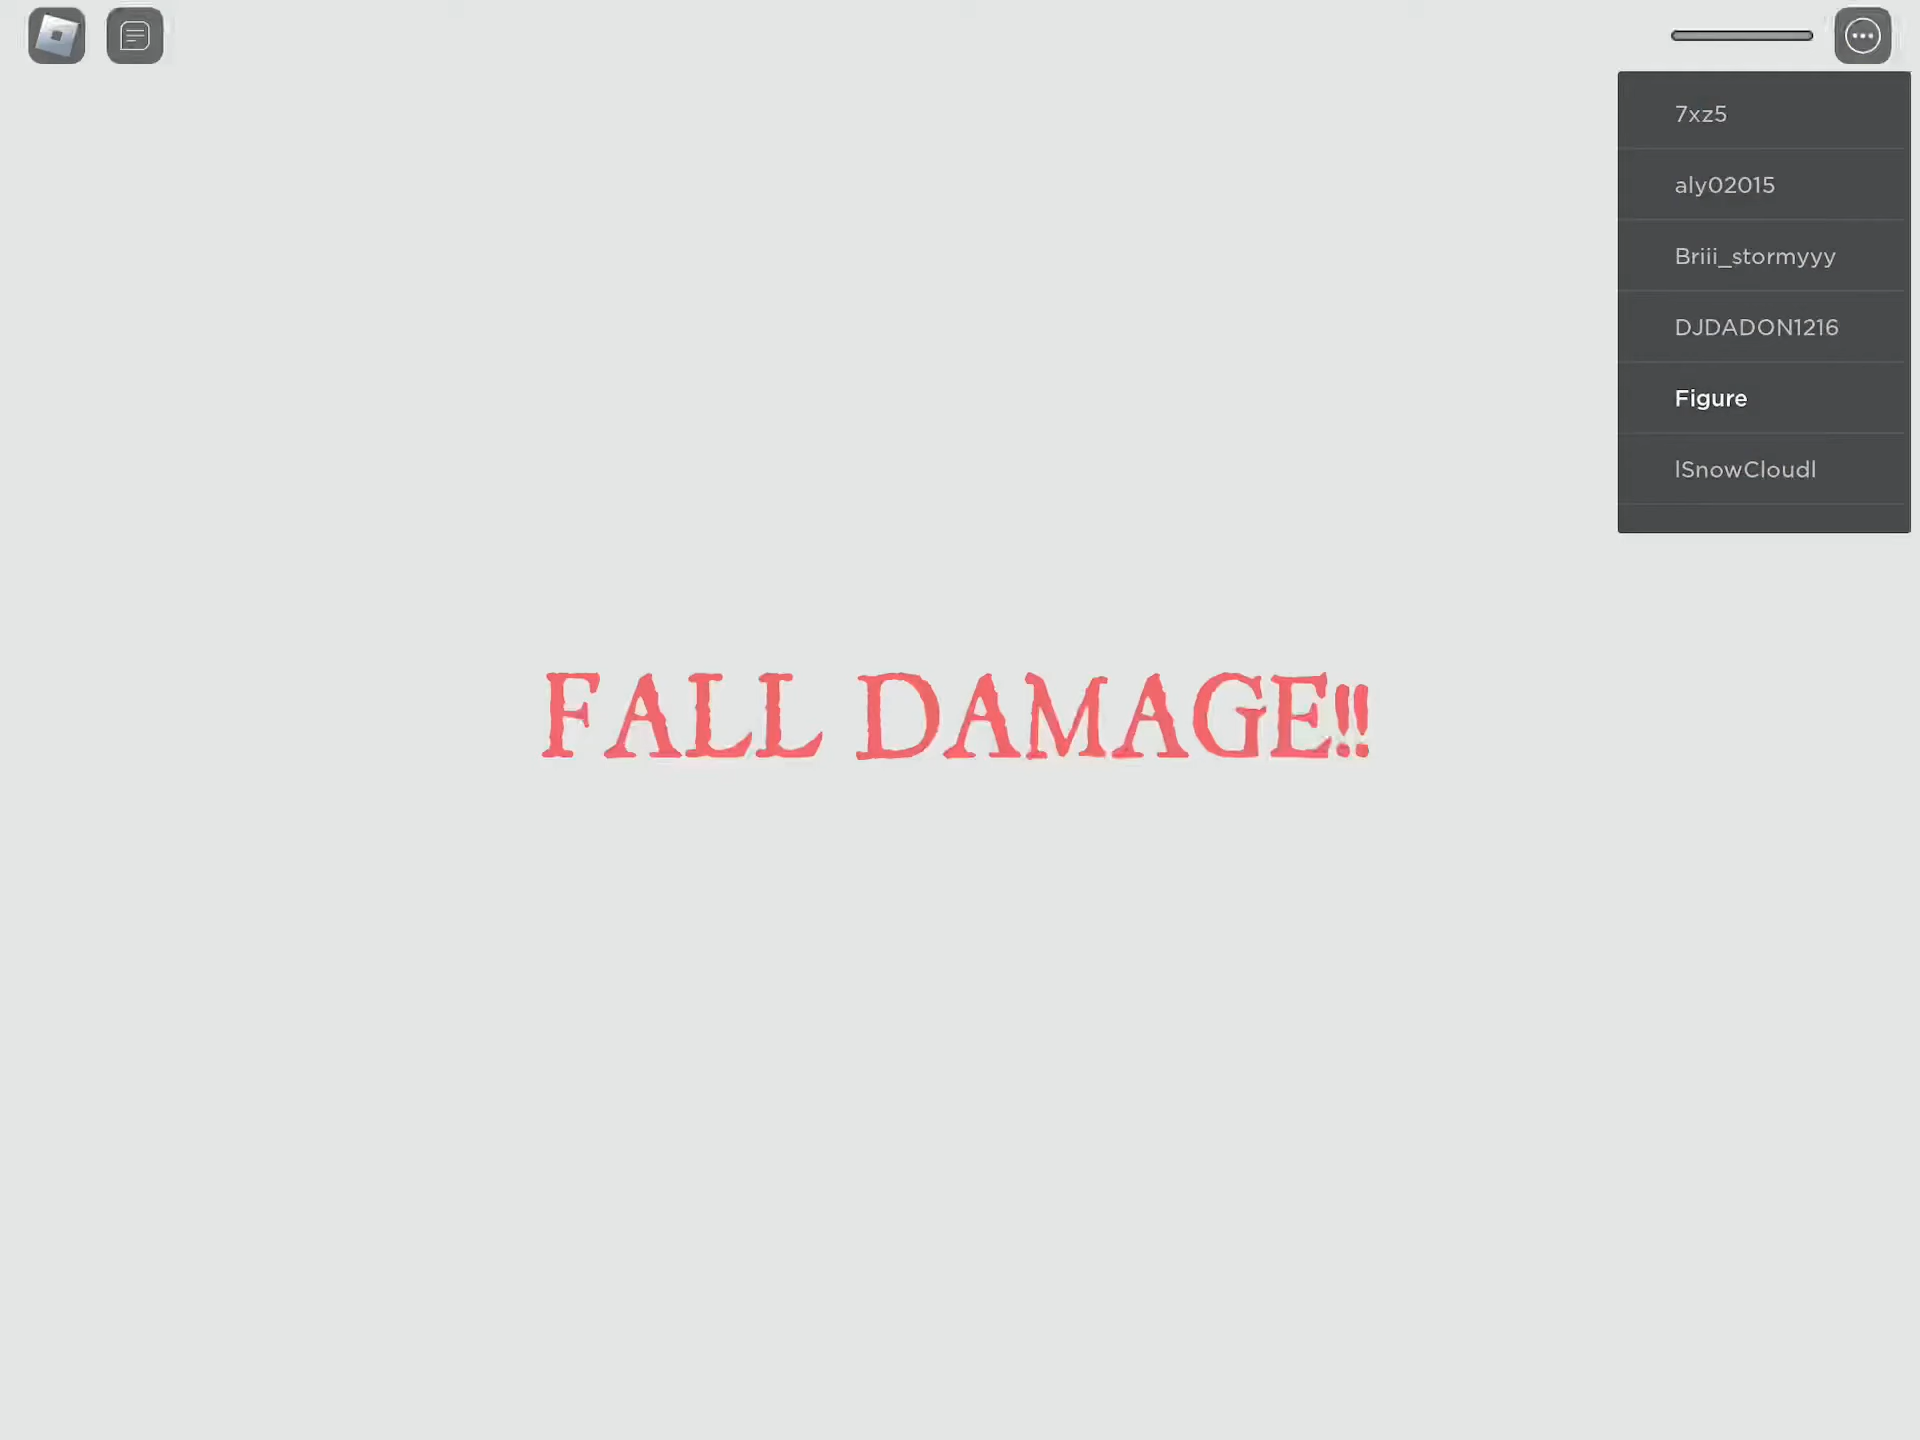 7xz5
aly02015
Briii_stormyyy
DJDADON1216
Figure
lSnowCloudl
FALL DAMAGE!!